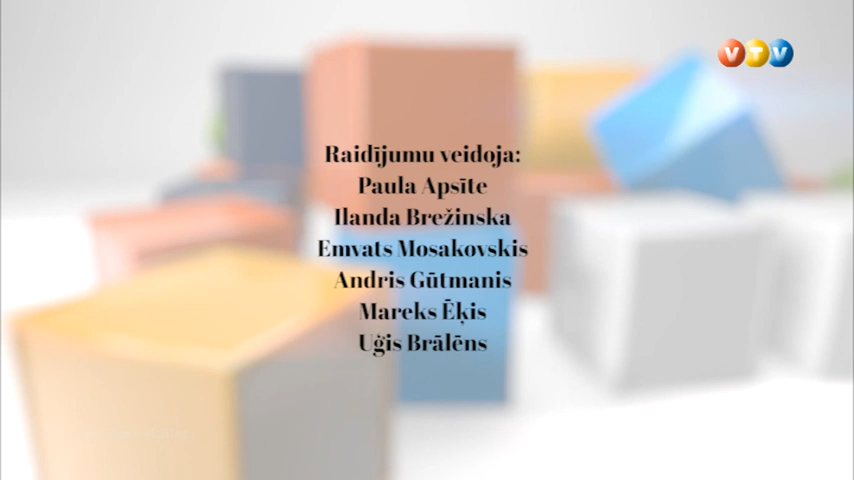 VTV
Raidījumu veidoja:
Paula Apsīte
Ilanda Brežinska
Emvats Mosakovskis
Andris Gūtmanis
Mareks Ēķis
Uģis Brālēns